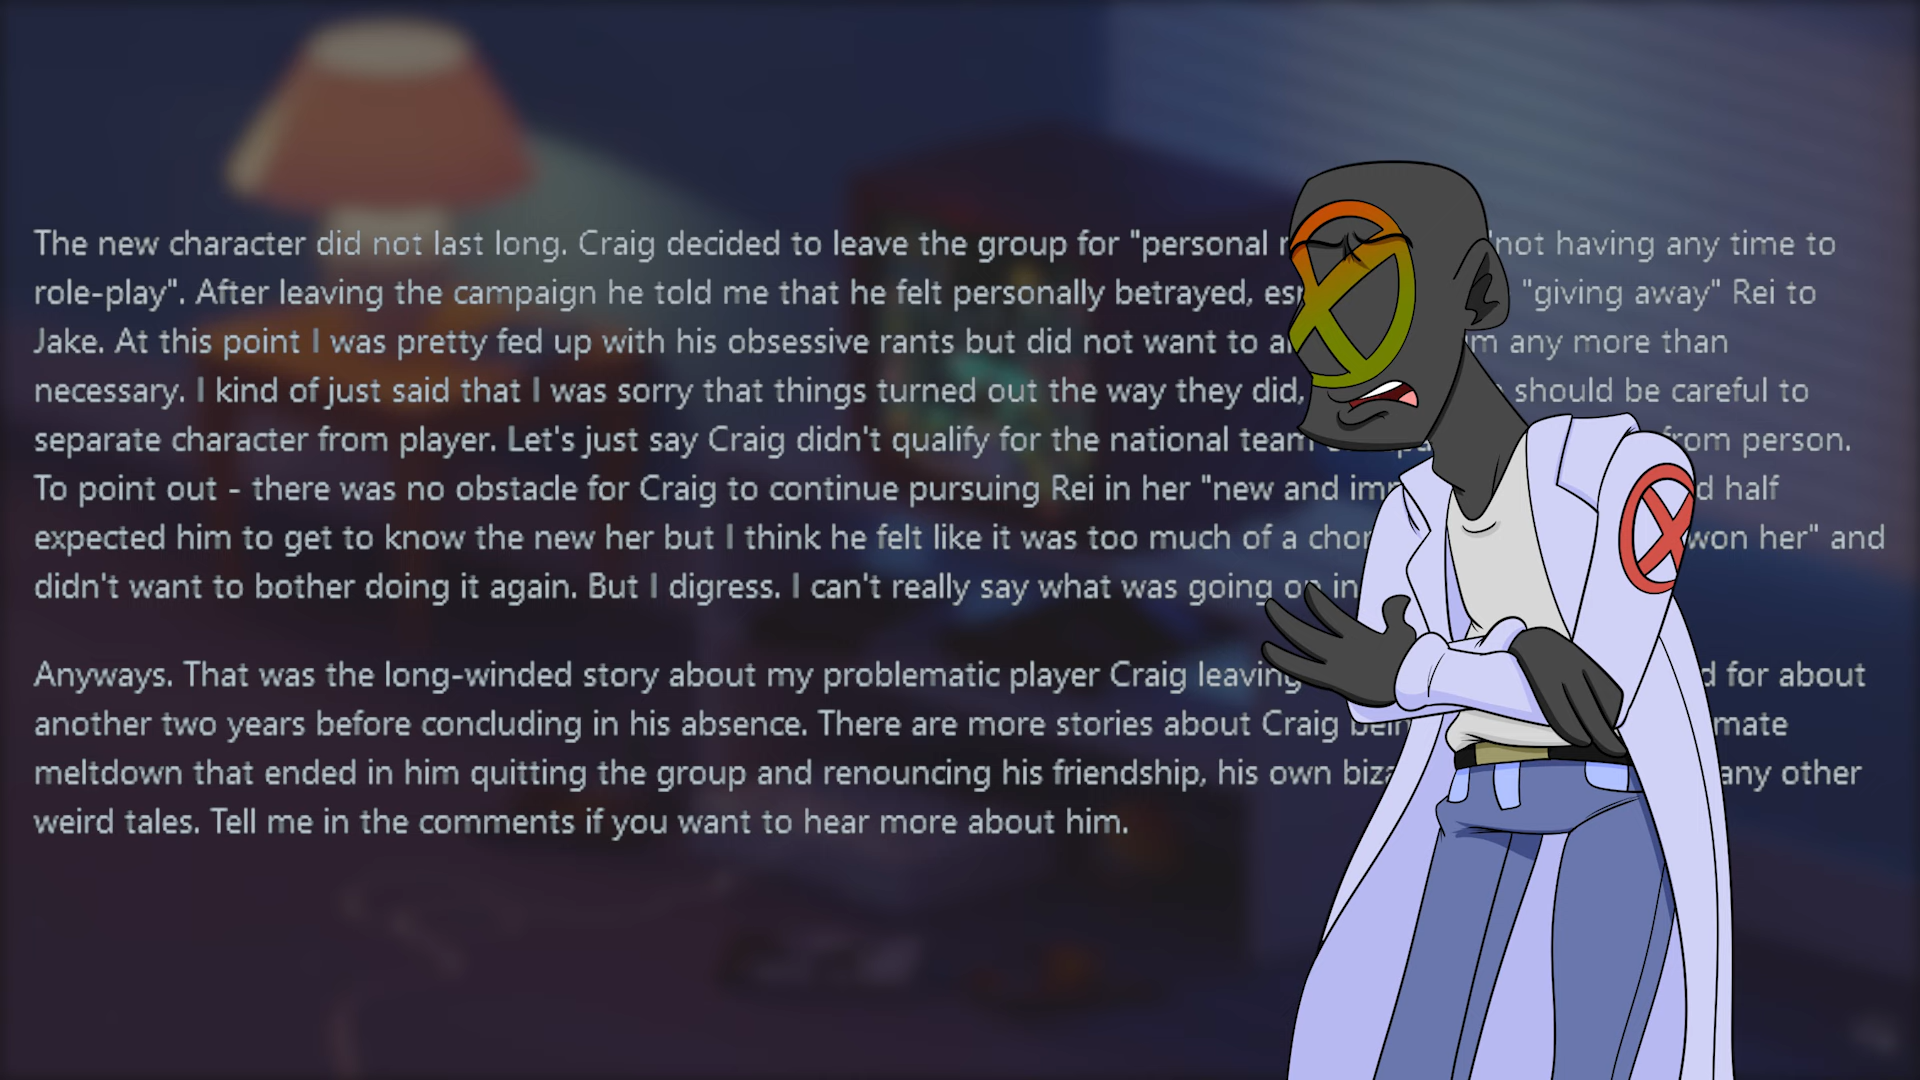 The new character did not last long. Craig decided to leave the group for "personal "not having any time to
role-play". After leaving the campaign he told me that he felt personally betrayed, "giving away" Rei to
Jake. At this point I was pretty fed up with his obsessive rants but did not want to any more than
necessary. I kind of just said that I was sorry that things turned out the way they did, should be careful to
separate character from player. Let's just say Craig didn't qualify for the national team from person.
To point out - there was no obstacle for Craig to continue pursuing Rei in her "new and half
expected him to get to know the new her but I think he felt like it was too much of a won her" and
didn't want to bother doing it again. But I digress. I can't really say what was going on in
Anyways. That was the long-winded story about my problematic player Craig leaving for about
another two years before concluding in his absence. There are more stories about Craig
meltdown that ended in him quitting the group and renouncing his friendship, his own any other
weird tales. Tell me in the comments if you want to hear more about him.